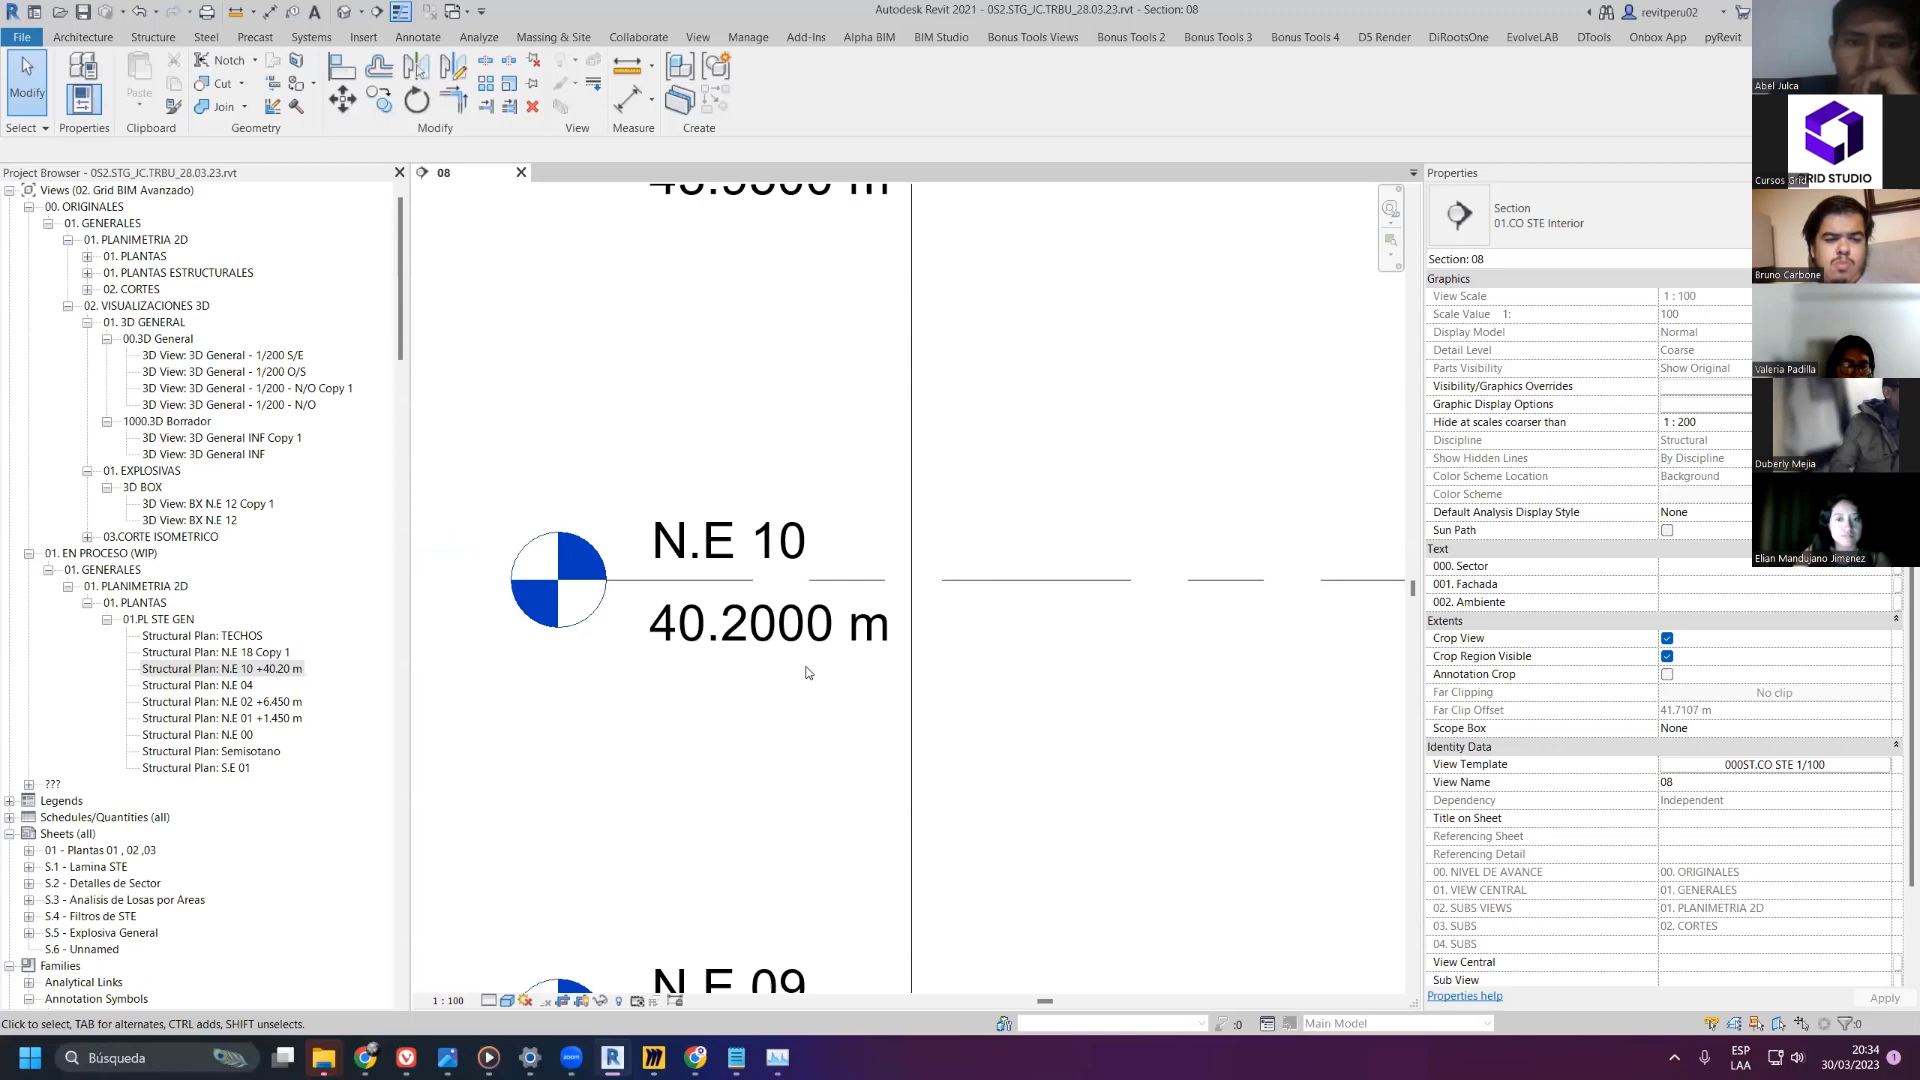 Autodesk Revit 2021 - 0S2.STG_JC.TRBU_28.03.23.rvt - Section: 08
revitperu02
File Architecture Structure Steel Precast Systems Insert Annotate Analyze Massing & Site Collaborate View Manage Add-Ins Alpha BIM BIM Studio Bonus Tools Views Bonus Tools 2 Bonus Tools 3 Bonus Tools 4 D5 Render DiRootsOne EvolveLAB DTools Onbox App pyRevit
Modify
Paste
Notch
Cut
Join
Select Properties Clipboard Geometry Modify View Measure Create
Project Browser - 0S2.STG_JC.TRBU_28.03.23.rvt
Views (02. Grid BIM Avanzado)
00. ORIGINALES
01. GENERALES
01. PLANIMETRIA 2D
01. PLANTAS
01. PLANTAS ESTRUCTURALES
02. CORTES
02. VISUALIZACIONES 3D
01. 3D GENERAL
00.3D General
3D View: 3D General - 1/200 S/E
3D View: 3D General - 1/200 O/S
3D View: 3D General - 1/200 - N/O Copy 1
3D View: 3D General - 1/200 - N/O
1000.3D Borrador
3D View: 3D General INF Copy 1
3D View: 3D General INF
01. EXPLOSIVAS
3D BOX
3D View: BX N.E 12 Copy 1
3D View: BX N.E 12
03.CORTE ISOMETRICO
01. EN PROCESO (WIP)
01. GENERALES
01. PLANIMETRIA 2D
01. PLANTAS
01.PL STE GEN
Structural Plan: TECHOS
Structural Plan: N.E 18 Copy 1
Structural Plan: N.E 10 +40.20 m
Structural Plan: N.E 04
Structural Plan: N.E 02 +6.450 m
Structural Plan: N.E 01 +1.450 m
Structural Plan: N.E 00
Structural Plan: Semisotano
Structural Plan: S.E 01
???
Legends
Schedules/Quantities (all)
Sheets (all)
01 - Plantas 01 , 02 ,03
S.1 - Lamina STE
S.2 - Detalles de Sector
S.3 - Analisis de Losas por Areas
S.4 - Filtros de STE
S.5 - Explosiva General
S.6 - Unnamed
Families
Analytical Links
Annotation Symbols
08
N.E 10
40.2000 m
N.E 09
1 : 100
Properties
Section
01.CO STE Interior
Section: 08
Graphics
View Scale 1 : 100
Scale Value 1: 100
Display Model Normal
Detail Level Coarse
Parts Visibility Show Original
Visibility/Graphics Overrides
Graphic Display Options
Hide at scales coarser than 1 : 200
Discipline Structural
Show Hidden Lines By Discipline
Color Scheme Location Background
Color Scheme
Default Analysis Display Style None
Sun Path
Text
000. Sector
001. Fachada
002. Ambiente
Extents
Crop View
Crop Region Visible
Annotation Crop
Far Clipping No clip
Far Clip Offset 41.7107 m
Scope Box None
Identity Data
View Template 000ST.CO STE 1/100
View Name 08
Dependency Independent
Title on Sheet
Referencing Sheet
Referencing Detail
00. NIVEL DE AVANCE 00. ORIGINALES
01. VIEW CENTRAL 01. GENERALES
02. SUBS VIEWS 01. PLANIMETRIA 2D
03. SUBS 02. CORTES
04. SUBS
View Central
Sub View
Properties help
Apply
Abel Julca
Cursos Grid
GRID STUDIO
Bruno Carbone
Valeria Padilla
Duberly Mejia
Elian Mandujano Jimenez
Click to select, TAB for alternates, CTRL adds, SHIFT unselects.
:0
Main Model
:0
Búsqueda
ESP
LAA
20:34
30/03/2023
1